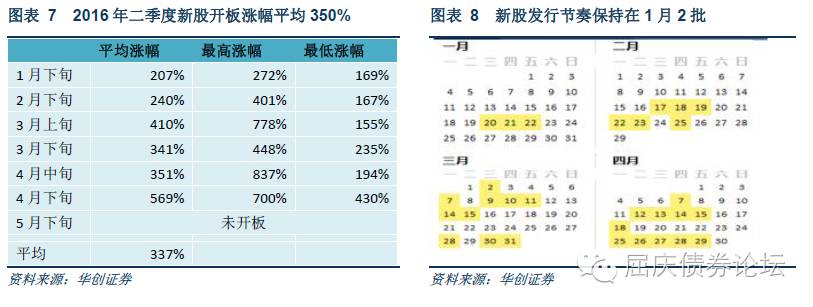 图表 7 2016年二季度新股开板涨幅平均350%
平均涨幅 最高涨幅 最低涨幅
1月下旬 207% 272% 169%
2月下旬 240% 401% 167%
3月上旬 410% 778% 155%
3月下旬 341% 448% 235%
4月中旬 351% 837% 194%
4月下旬 569% 700% 430%
5月下旬 未开板
平均 337%
资料来源：华创证券
图表 8 新股发行节奏保持在1月2批
一月
一 二 三 四 五 六 日
1 2 3
4 5 6 7 8 9 10
11 12 13 14 15 16 17
18 19 20 21 22 23 24
25 26 27 28 29 30 31
二月
一 二 三 四 五 六 日
1 2 3 4 5 6 7
8 9 10 11 12 13 14
15 16 17 18 19 20 21
22 23 24 25 26 27 28
29
三月
一 二 三 四 五 六 日
1 2 3 4 5 6
7 8 9 10 11 12 13
14 15 16 17 18 19 20
21 22 23 24 25 26 27
28 29 30 31
四月
一 二 三 四 五 六 日
1 2 3
4 5 6 7 8 9 10
11 12 13 14 15 16 17
18 19 20 21 22 23 24
25 26 27 28 29 30
资料来源：华创证券
屈庆债券论坛